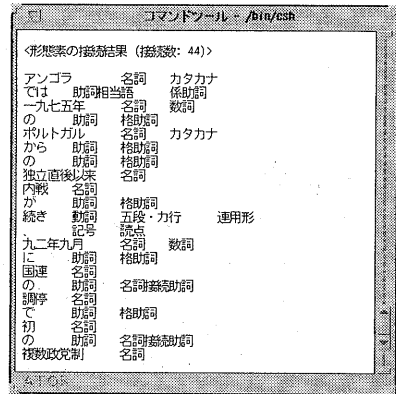 コマンドツール - /bin/csh
<形態素の接続結果 (接続数: 44)>
アンゴラ 名詞 カタカナ
では 助詞相当語 係助詞
一九七五年 名詞 数詞
の 助詞 格助詞
ポルトガル 名詞 カタカナ
から 助詞 格助詞
の 助詞 格助詞
独立直後以来 名詞
内戦 名詞
が 助詞 格助詞
続き 動詞 五段・カ行 連用形
、 記号 読点
九二年九月 名詞 数詞
に 助詞 格助詞
国連 名詞
の 助詞 名詞接続助詞
調停 名詞
で 助詞 格助詞
初 名詞
の 助詞 名詞接続助詞
複数政党制 名詞